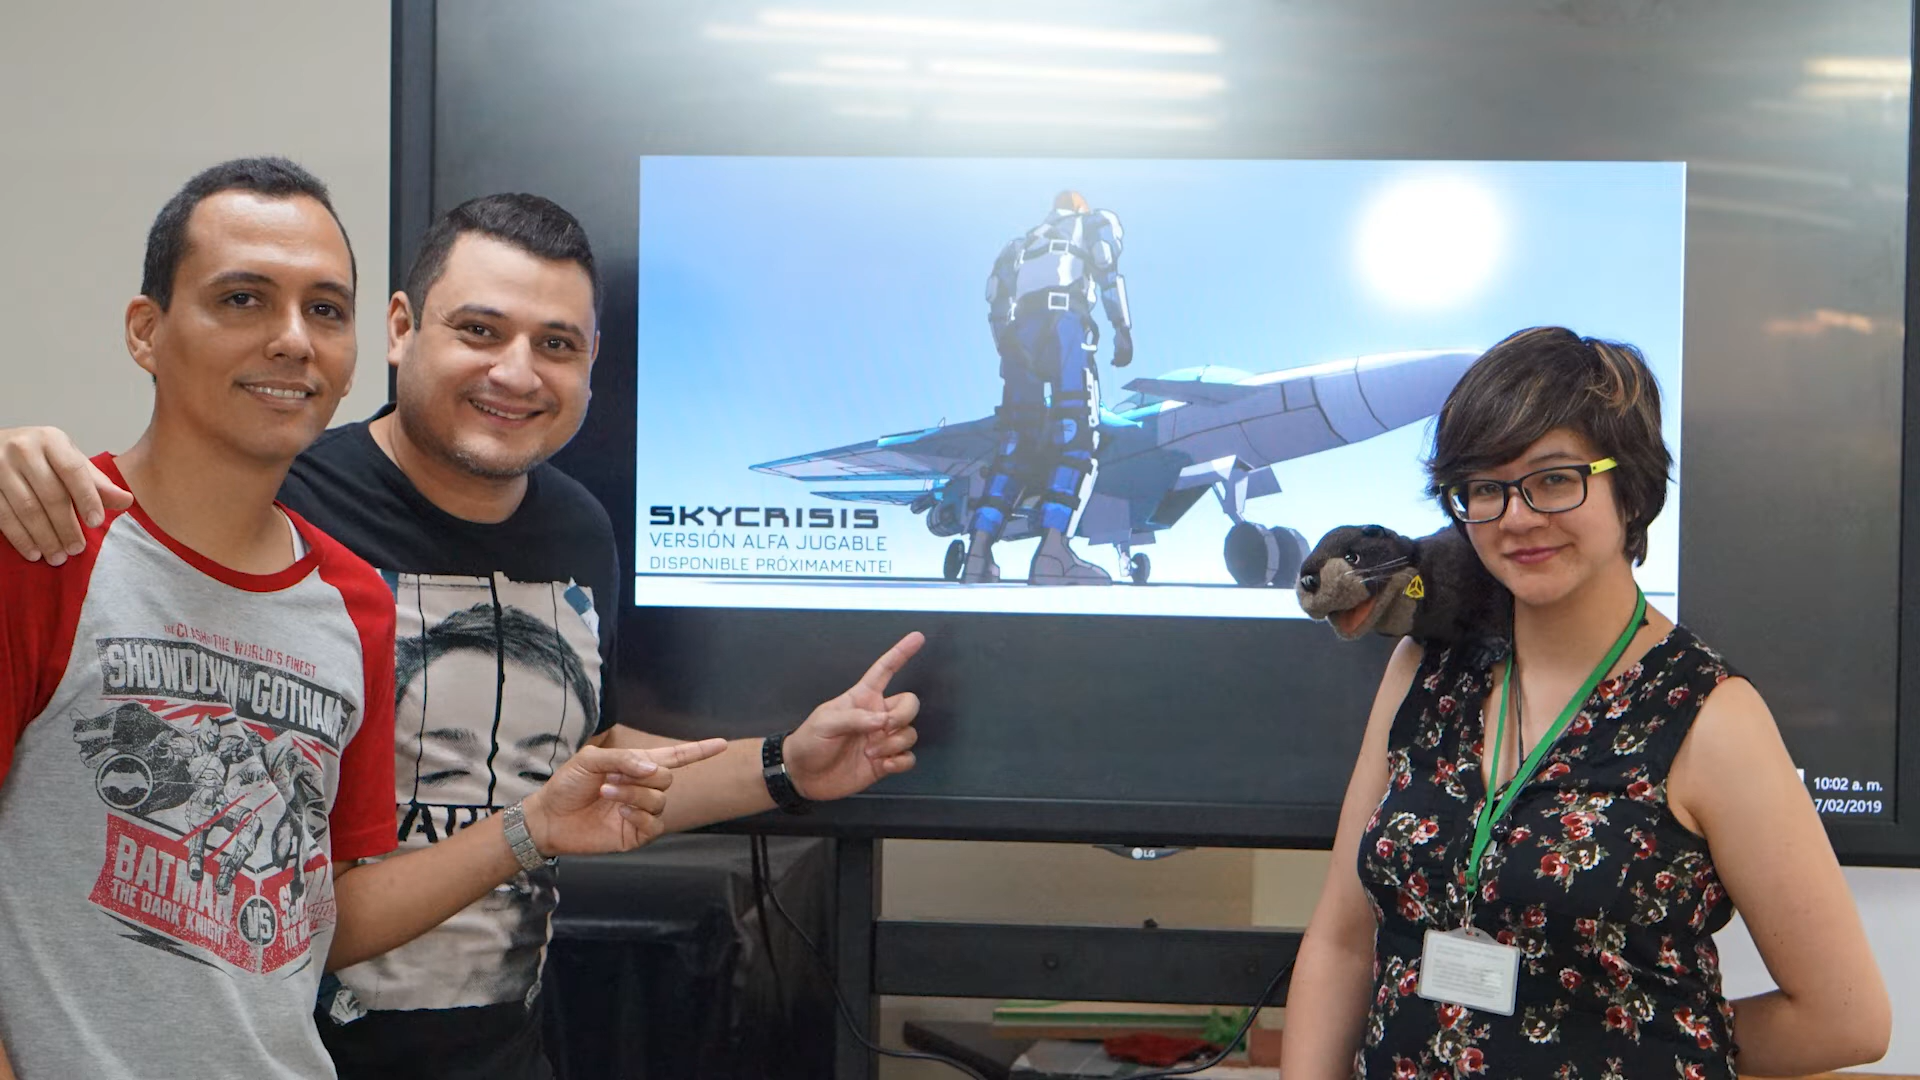 SKYCRISIS
VERSIÓN ALFA JUGABLE
DISPONIBLE PRÓXIMAMENTE!
THE CLASH OF THE WORLD'S FINEST
SHOWDOWN IN GOTHAM
BATMAN
THE DARK KNIGHT
VS
10:02 a. m.
7/02/2019
LG